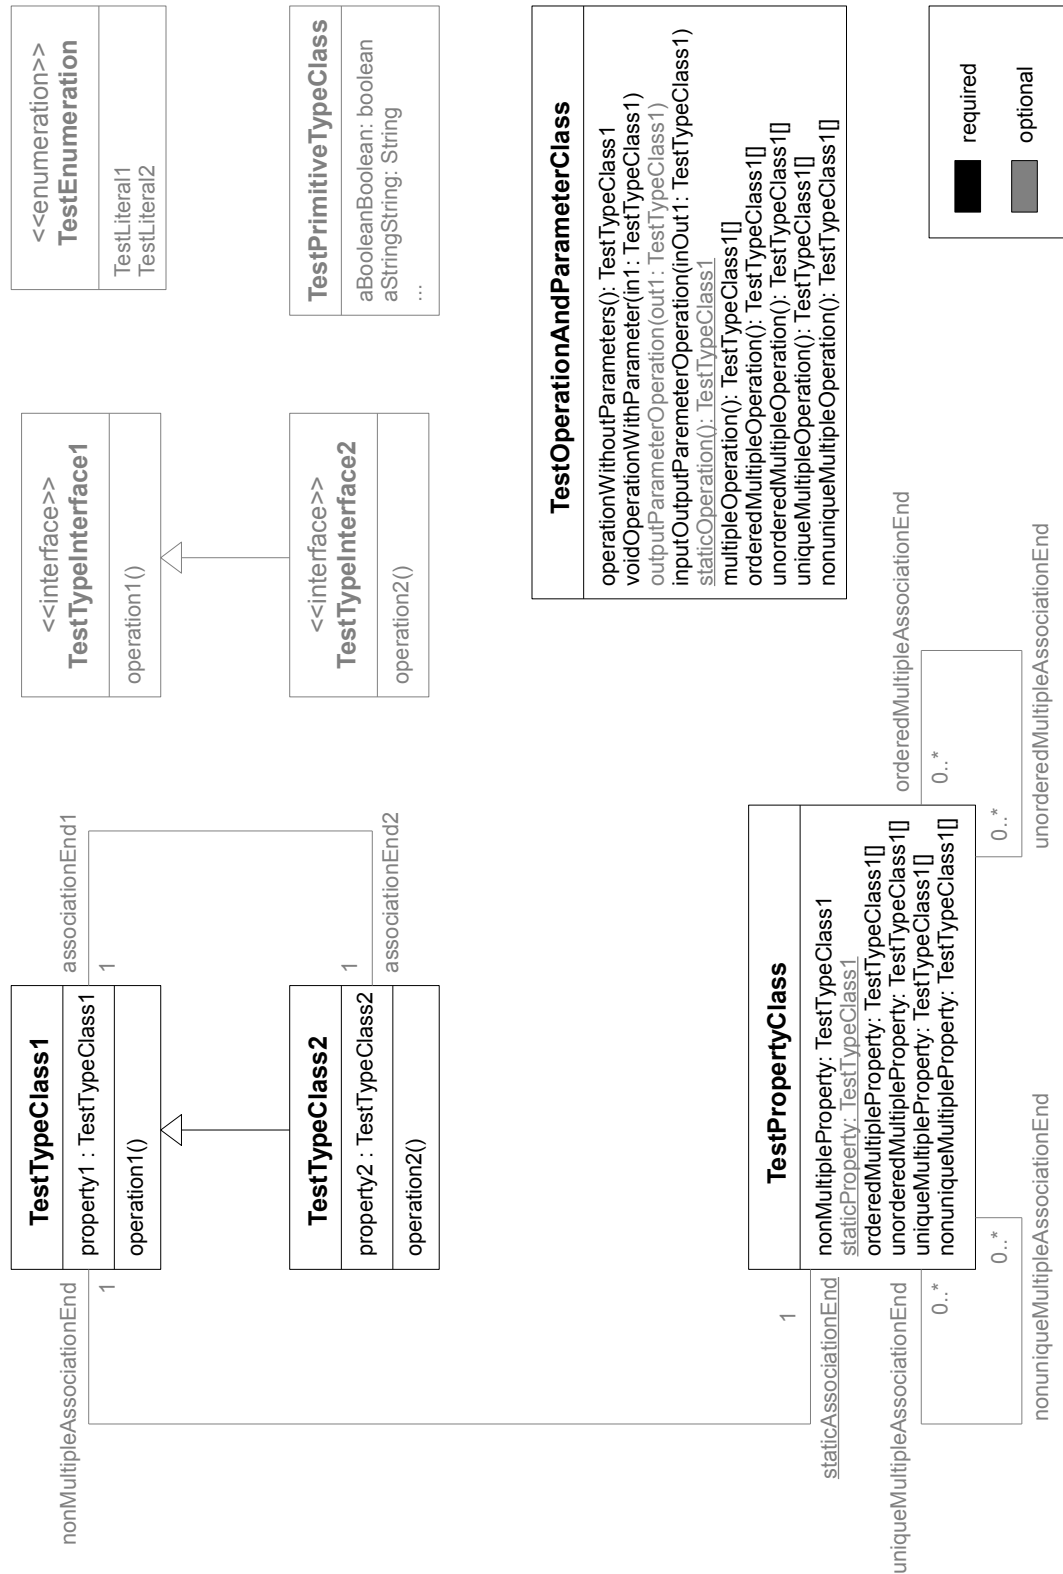 nonMultipleAssociationEnd
1
TestTypeClass1
property1 : TestTypeClass1
operation1()
associationEnd1
1
TestTypeClass2
property2 : TestTypeClass2
operation2()
1
associationEnd2
<<interface>>
TestTypeInterface1
operation1()
<<interface>>
TestTypeInterface2
operation2()
<<enumeration>>
TestEnumeration
TestLiteral1
TestLiteral2
TestPrimitiveTypeClass
aBooleanBoolean: boolean
aStringString: String
...
1
staticAssociationEnd
TestPropertyClass
nonMultipleProperty: TestTypeClass1
staticProperty: TestTypeClass1
orderedMultipleProperty: TestTypeClass1[]
unorderedMultipleProperty: TestTypeClass1[]
uniqueMultipleProperty: TestTypeClass1[]
nonuniqueMultipleProperty: TestTypeClass1[]
uniqueMultipleAssociationEnd
0..*
0..*
nonuniqueMultipleAssociationEnd
orderedMultipleAssociationEnd
0..*
0..*
unorderedMultipleAssociationEnd
TestOperationAndParameterClass
operationWithoutParameters(): TestTypeClass1
voidOperationWithParameter(in1: TestTypeClass1)
outputParameterOperation(out1: TestTypeClass1)
inputOutputParemeterOperation(inOut1: TestTypeClass1)
staticOperation(): TestTypeClass1
multipleOperation(): TestTypeClass1[]
orderedMultipleOperation(): TestTypeClass1[]
unorderedMultipleOperation(): TestTypeClass1[]
uniqueMultipleOperation(): TestTypeClass1[]
nonuniqueMultipleOperation(): TestTypeClass1[]
required
optional